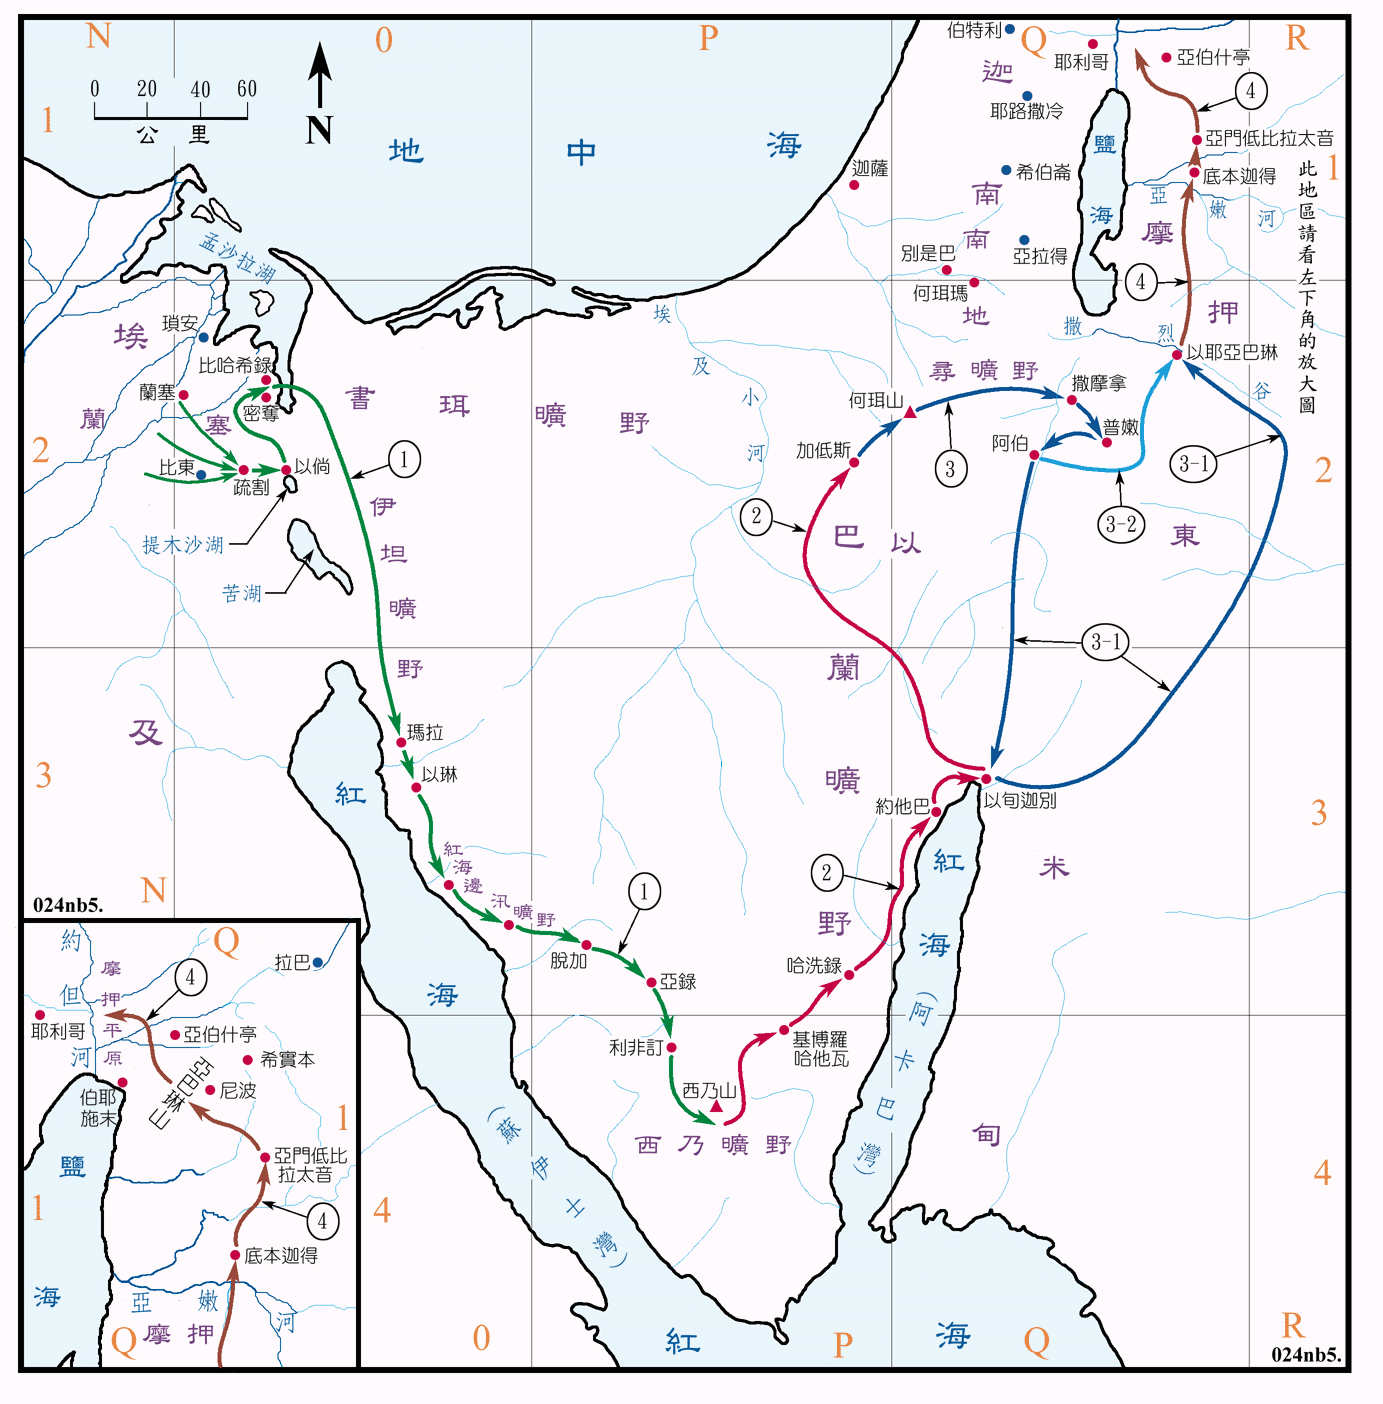 N
O
P
Q
R
伯特利
耶利哥
亞伯什亭
迦
0 20 40 60
公里
N
1
耶路撒冷
④
地中海
鹽海
亞門低比拉太音
迦薩
希伯崙
底本迦得
1
此地區請看左下角的放大圖
南
南
地
亞嫩河
摩
押
孟沙拉湖
別是巴
亞拉得
何珥瑪
④
埃
瑣安
埃及小河
撒烈谷
比哈希錄
以耶亞巴琳
蘭塞
密奪
書珥曠野
尋曠野
撒摩拿
何珥山
蘭
塞
普嫩
阿伯
加低斯
2
比東
疏割
以倘
①
③
3-1
2
伊坦曠野
②
3-2
提木沙湖
巴以
東
苦湖
3-1
蘭
及
瑪拉
3
以琳
紅
曠
以旬迦別
約他巴
3
紅海邊汛曠野
②
紅
米
①
N
024nb5.
野
脫加
海
亞錄
哈洗錄
海
利非訂
基博羅
哈他瓦
(阿卡巴灣)
西乃山
西乃曠野
甸
(蘇伊士灣)
4
4
O
紅
P
海
Q
R
024nb5.
約但河
Q
摩押平原
④
拉巴
耶利哥
亞伯什亭
希實本
亞巴琳山
尼波
伯耶
施末
1
鹽
亞門低比
拉太音
1
④
底本迦得
海
亞嫩河
Q
摩押